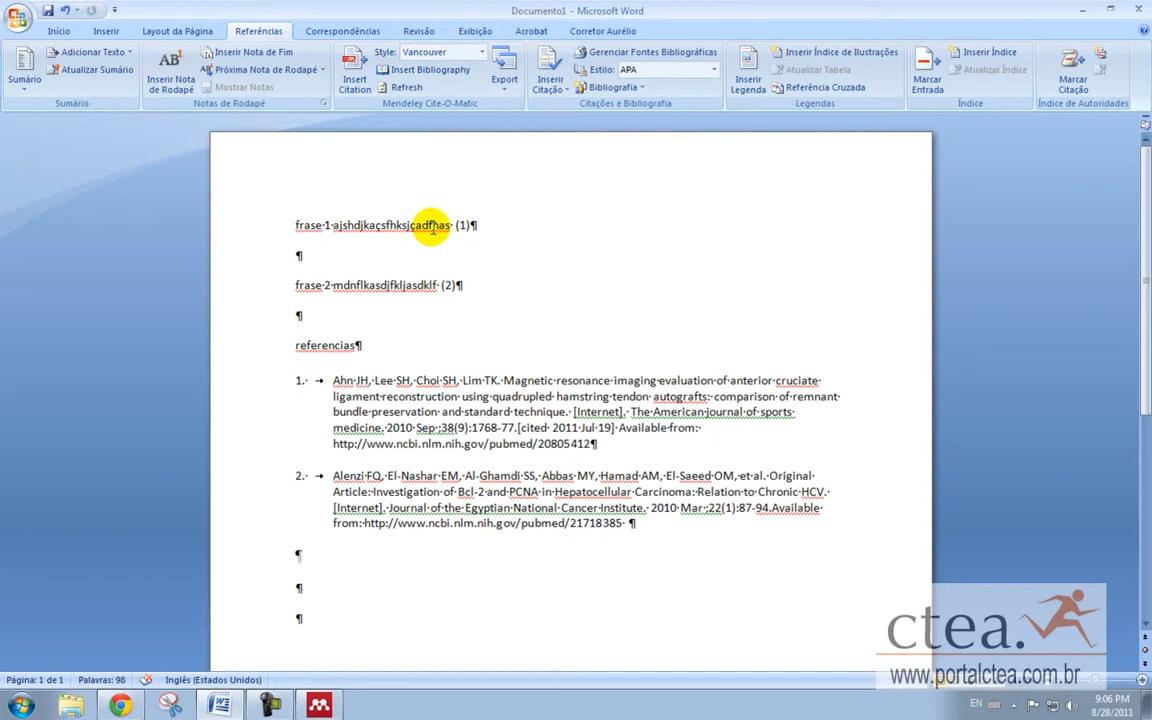 Documento1 - Microsoft Word
Início Inserir Layout da Página Referências Correspondências Revisão Exibição Acrobat Corretor Aurélio
Sumário
Adicionar Texto
Atualizar Sumário
Sumário
AB¹
Inserir Nota de Rodapé
Inserir Nota de Fim
Próxima Nota de Rodapé
Mostrar Notas
Notas de Rodapé
Insert Citation
Style: Vancouver
Insert Bibliography
Refresh
Export
Mendeley Cite-O-Matic
Inserir Citação
Gerenciar Fontes Bibliográficas
Estilo: APA
Bibliografia
Citações e Bibliografia
Inserir Legenda
Inserir Índice de Ilustrações
Atualizar Tabela
Referência Cruzada
Legendas
Marcar Entrada
Inserir Índice
Atualizar Índice
Índice
Marcar Citação
Índice de Autoridades
frase 1 ajshdjkaçsfhksjçadfhas (1)¶
¶
frase 2 mdnflkasdjfkljasdklf (2)¶
¶
referencias¶
1. Ahn JH, Lee SH, Choi SH, Lim TK. Magnetic resonance imaging evaluation of anterior cruciate
ligament reconstruction using quadrupled hamstring tendon autografts: comparison of remnant
bundle preservation and standard technique. [Internet]. The American journal of sports
medicine. 2010 Sep ;38(9):1768-77.[cited 2011 Jul 19] Available from:
http://www.ncbi.nlm.nih.gov/pubmed/20805412¶
2. Alenzi FQ, El-Nashar EM, Al-Ghamdi SS, Abbas MY, Hamad AM, El-Saeed OM, et al. Original
Article: Investigation of Bcl-2 and PCNA in Hepatocellular Carcinoma: Relation to Chronic HCV.
[Internet]. Journal of the Egyptian National Cancer Institute. 2010 Mar ;22(1):87-94.Available
from: http://www.ncbi.nlm.nih.gov/pubmed/21718385 ¶
¶
¶
¶
ctea.
www.portalctea.com.br
Página: 1 de 1 Palavras: 98 Inglês (Estados Unidos)
EN
9:06 PM
8/28/2011